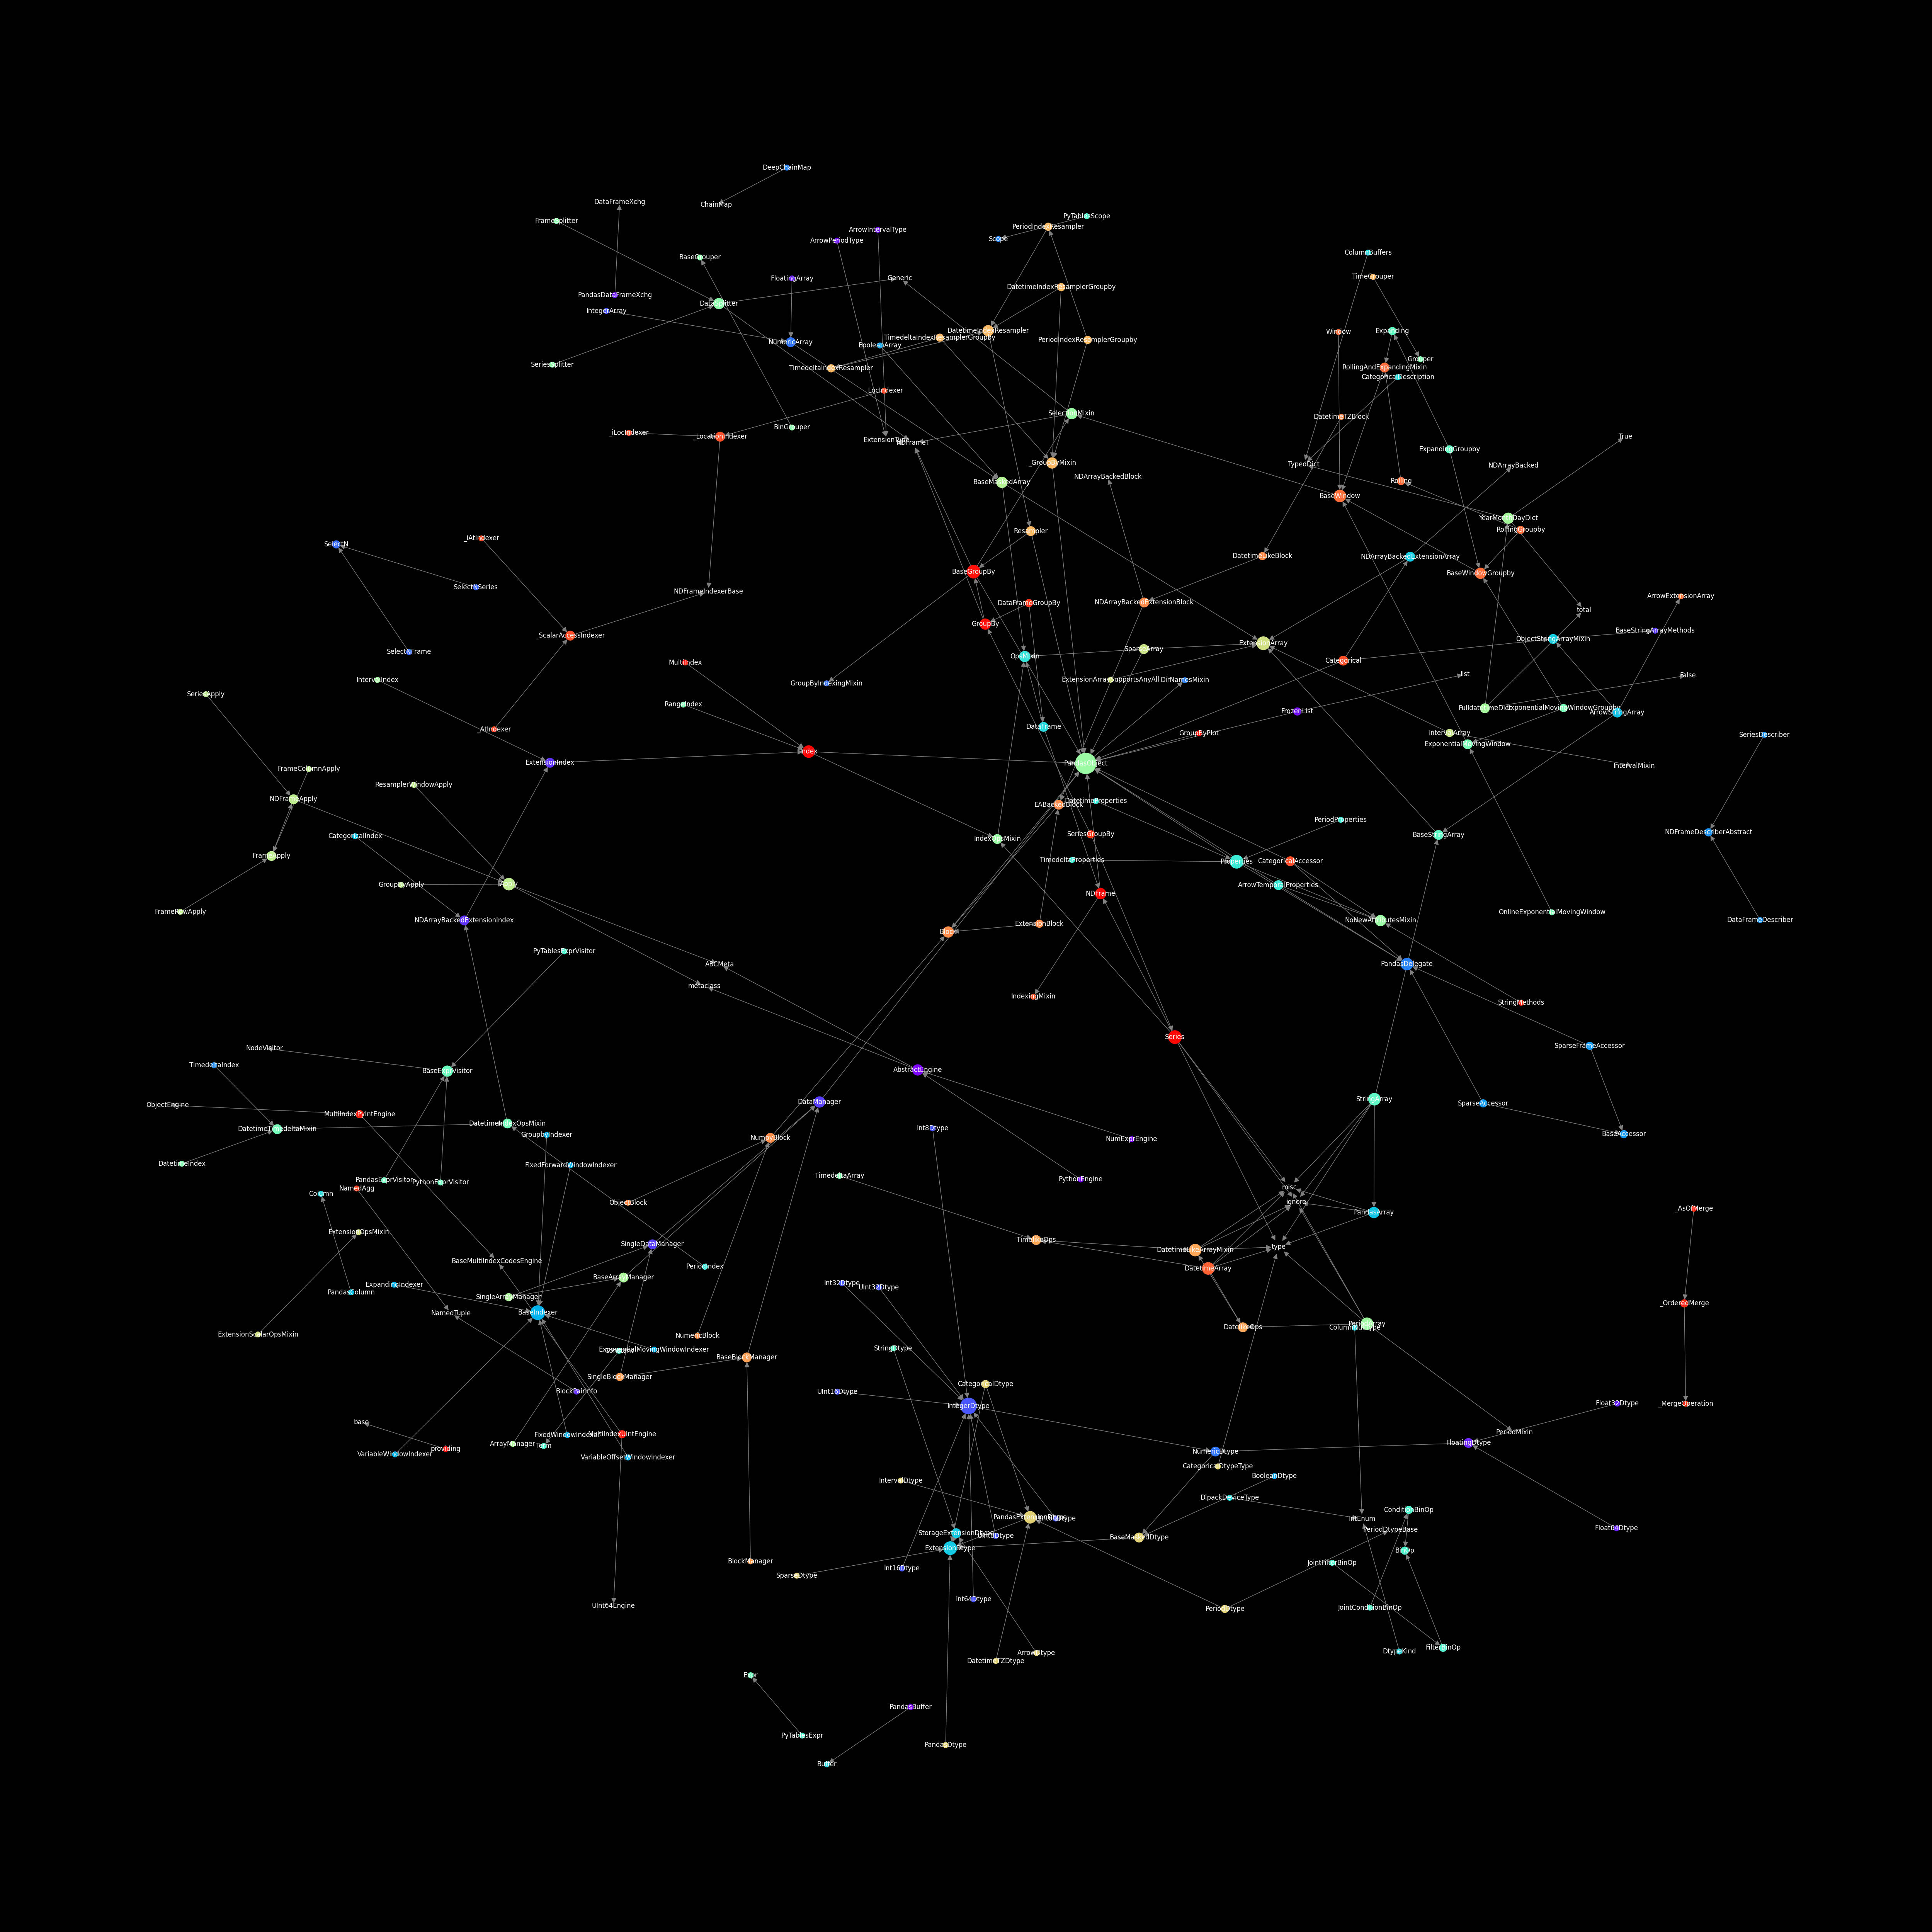 DeepChainMap
DataFrameXchg
ChainMap
FrameSplitter
PyTablesScope
PeriodIndexResampler
ArrowIntervalType
ArrowPeriodType
Scope
ColumnBuffers
BaseGrouper
TimeGrouper
FloatingArray
Generic
DatetimeIndexResamplerGroupby
PandasDataFrameXchg
DataSplitter
IntegerArray
DatetimeIndexResampler
Window
Expanding
TimedeltaIndexResamplerGroupby
PeriodIndexResamplerGroupby
NumericArray
BooleanArray
Grouper
SeriesSplitter
TimedeltaIndexResampler
RollingAndExpandingMixin
CategoricalDescription
LocIndexer
SelectionMixin
DatetimeTZBlock
BinGrouper
_iLocIndexer
_LocationIndexer
ExtensionType
NDFrameT
True
ExpandingGroupby
_GroupByMixin
TypedDict
NDArrayBacked
NDArrayBackedBlock
BaseMaskedArray
Rolling
BaseWindow
YearMonthDayDict
Resampler
RollingGroupby
_iAtIndexer
SelectN
DatetimeLikeBlock
NDArrayBackedExtensionArray
BaseGroupBy
BaseWindowGroupby
SelectNSeries
NDFrameIndexerBase
ArrowExtensionArray
DataFrameGroupBy
NDArrayBackedExtensionBlock
total
GroupBy
BaseStringArrayMethods
_ScalarAccessIndexer
ObjectStringArrayMixin
ExtensionArray
SelectNFrame
SparseArray
OpsMixin
MultiIndex
Categorical
list
False
IntervalIndex
GroupByIndexingMixin
ExtensionArraySupportsAnyAll
DirNamesMixin
SeriesApply
RangeIndex
FulldatetimeDict
ExponentialMovingWindowGroupby
FrozenList
ArrowStringArray
_AtIndexer
DataFrame
GroupByPlot
IntervalArray
SeriesDescriber
ExponentialMovingWindow
Index
ExtensionIndex
PandasObject
IntervalMixin
FrameColumnApply
ResamplerWindowApply
NDFrameApply
EABackedBlock
DatetimeProperties
PeriodProperties
CategoricalIndex
IndexOpsMixin
SeriesGroupBy
BaseStringArray
NDFrameDescriberAbstract
FrameApply
TimedeltaProperties
Properties
CategoricalAccessor
GroupByApply
Apply
ArrowTemporalProperties
NDFrame
FrameRowApply
NDArrayBackedExtensionIndex
OnlineExponentialMovingWindow
NoNewAttributesMixin
DataFrameDescriber
ExtensionBlock
Block
PyTablesExprVisitor
ABCMeta
PandasDelegate
metaclass
IndexingMixin
StringMethods
Series
NodeVisitor
SparseFrameAccessor
TimedeltaIndex
BaseExprVisitor
AbstractEngine
StringArray
ObjectEngine
DataManager
SparseAccessor
MultiIndexPyIntEngine
DatetimeTimedeltaMixin
DatetimeIndexOpsMixin
Int8Dtype
GroupbyIndexer
NumpyBlock
NumExprEngine
BaseAccessor
DatetimeIndex
FixedForwardWindowIndexer
TimedeltaArray
PandasExprVisitor
PythonExprVisitor
PythonEngine
NamedAgg
misc
Column
ObjectBlock
ignore
_AsOfMerge
PandasArray
ExtensionOpsMixin
SingleDataManager
TimelikeOps
DatetimeLikeArrayMixin
type
BaseMultiIndexCodesEngine
PeriodIndex
DatetimeArray
BaseArrayManager
ExpandingIndexer
Int32Dtype
UInt32Dtype
PandasColumn
SingleArrayManager
_OrderedMerge
NamedTuple
BaseIndexer
PeriodArray
ExtensionScalarOpsMixin
NumericBlock
DatelikeOps
ExponentialMovingWindowIndexer
StringDtype
BaseBlockManager
SingleBlockManager
CategoricalDtype
BlockPairInfo
UInt16Dtype
IntegerDtype
Float32Dtype
_MergeOperation
base
MultiIndexUIntEngine
FixedWindowIndexer
PeriodMixin
ArrayManager
Term
providing
FloatingDtype
VariableWindowIndexer
NumericDtype
VariableOffsetWindowIndexer
CategoricalDtypeType
IntervalDtype
BooleanDtype
DlpackDeviceType
ConditionBinOp
IntEnum
PandasExtensionDtype
Float64Dtype
PeriodDtypeBase
StorageExtensionDtype
UInt8Dtype
BaseMaskedDtype
ExtensionDtype
BinOp
BlockManager
JointFilterBinOp
Int16Dtype
SparseDtype
Int64Dtype
UInt64Engine
PeriodDtype
JointConditionBinOp
FilterBinOp
DtypeKind
ArrowDtype
DatetimeTZDtype
Expr
PandasBuffer
PyTablesExpr
PandasDtype
Buffer